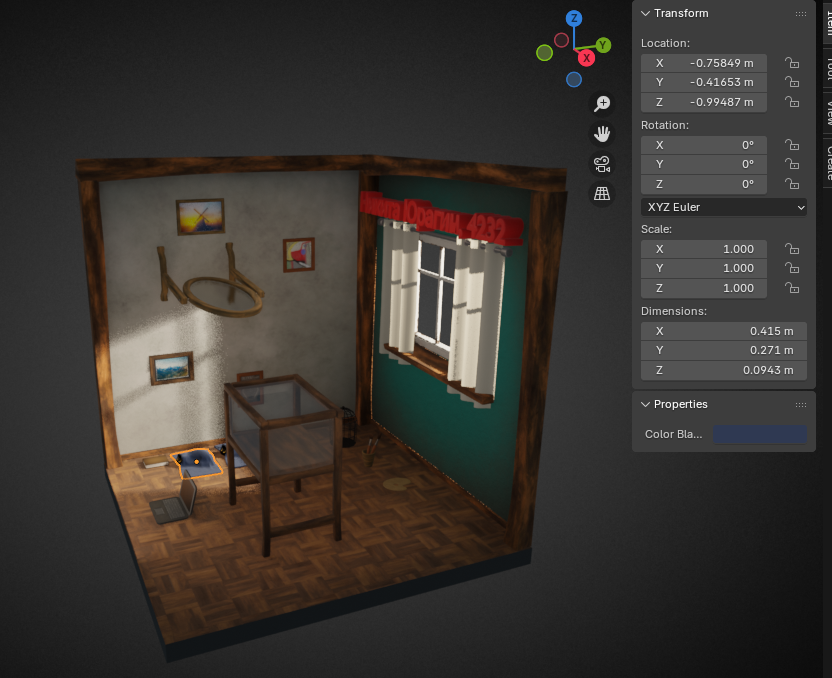 Z
Y
X
Transform
Item
Tool
View
Create
Location:
X -0.75849 m
Y -0.41653 m
Z -0.99487 m
Rotation:
X 0°
Y 0°
Z 0°
XYZ Euler
Scale:
X 1.000
Y 1.000
Z 1.000
Dimensions:
X 0.415 m
Y 0.271 m
Z 0.0943 m
Properties
Color Bla...
4232